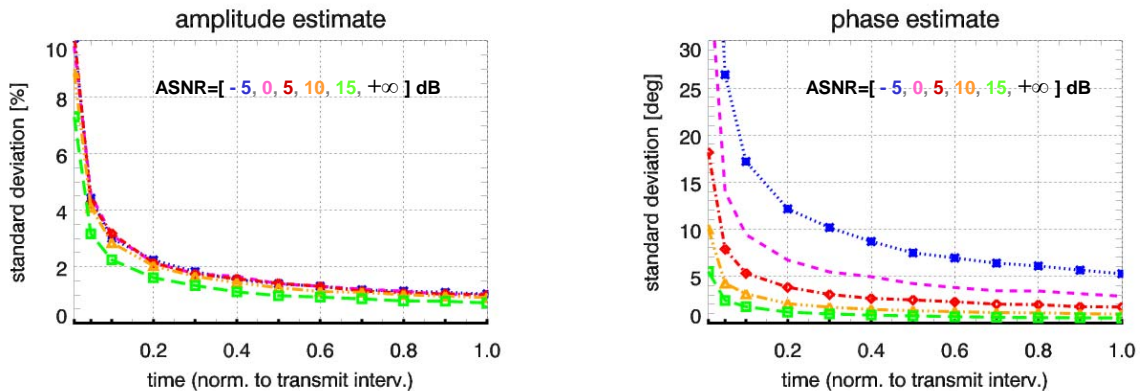 amplitude estimate
standard deviation [%]
10
8
6
4
2
0
ASNR=[ - 5, 0, 5, 10, 15, +∞ ] dB
0.2 0.4 0.6 0.8 1.0
time (norm. to transmit interv.)
phase estimate
standard deviation [deg]
30
25
20
15
10
5
0
ASNR=[ - 5, 0, 5, 10, 15, +∞ ] dB
0.2 0.4 0.6 0.8 1.0
time (norm. to transmit interv.)